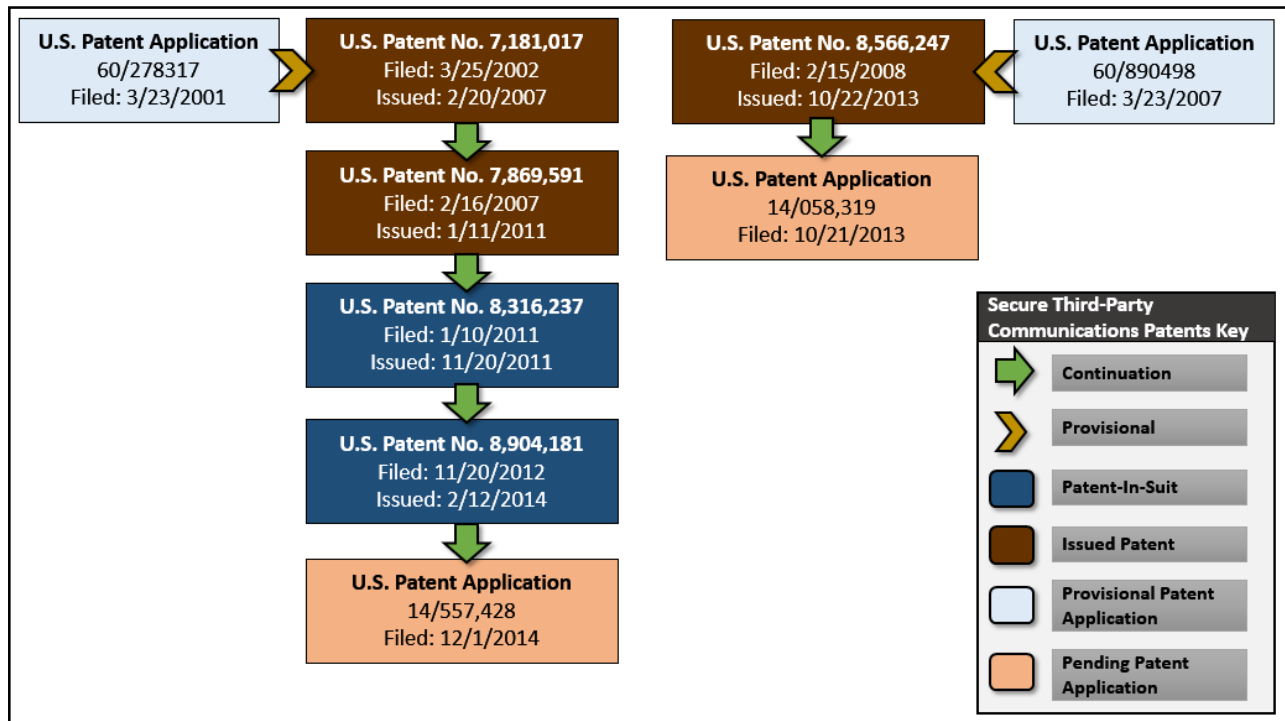 U.S. Patent Application
60/278317
Filed: 3/23/2001
U.S. Patent No. 7,181,017
Filed: 3/25/2002
Issued: 2/20/2007
U.S. Patent No. 8,566,247
Filed: 2/15/2008
Issued: 10/22/2013
U.S. Patent Application
60/890498
Filed: 3/23/2007
U.S. Patent No. 7,869,591
Filed: 2/16/2007
Issued: 1/11/2011
U.S. Patent Application
14/058,319
Filed: 10/21/2013
U.S. Patent No. 8,316,237
Filed: 1/10/2011
Issued: 11/20/2011
U.S. Patent No. 8,904,181
Filed: 11/20/2012
Issued: 2/12/2014
U.S. Patent Application
14/557,428
Filed: 12/1/2014
Secure Third-Party
Communications Patents Key
Continuation
Provisional
Patent-In-Suit
Issued Patent
Provisional Patent
Application
Pending Patent
Application